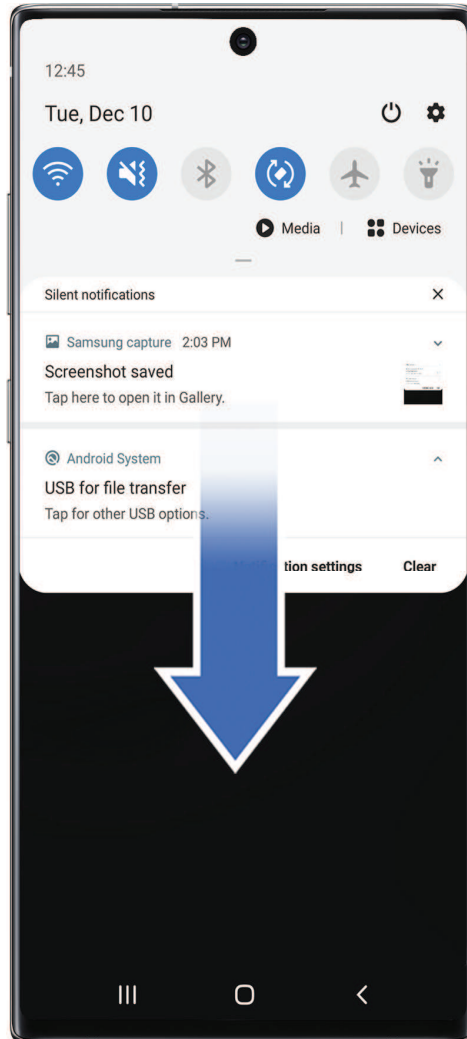 12:45
Tue, Dec 10
Media | Devices
Silent notifications
Samsung capture 2:03 PM
Screenshot saved
Tap here to open it in Gallery.
Android System
USB for file transfer
Tap for other USB options.
settings Clear